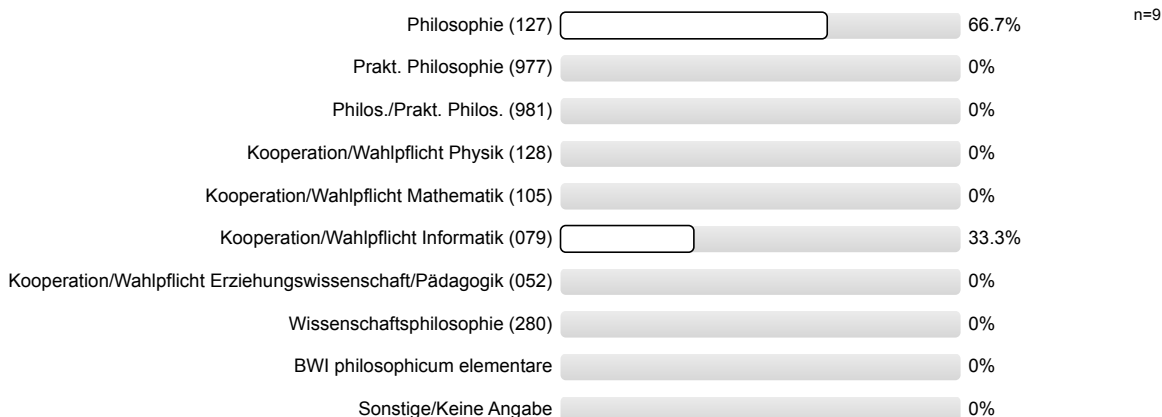 n=9
Philosophie (127) 66.7%
Prakt. Philosophie (977) 0%
Philos./Prakt. Philos. (981) 0%
Kooperation/Wahlpflicht Physik (128) 0%
Kooperation/Wahlpflicht Mathematik (105) 0%
Kooperation/Wahlpflicht Informatik (079) 33.3%
Kooperation/Wahlpflicht Erziehungswissenschaft/Pädagogik (052) 0%
Wissenschaftsphilosophie (280) 0%
BWI philosophicum elementare 0%
Sonstige/Keine Angabe 0%